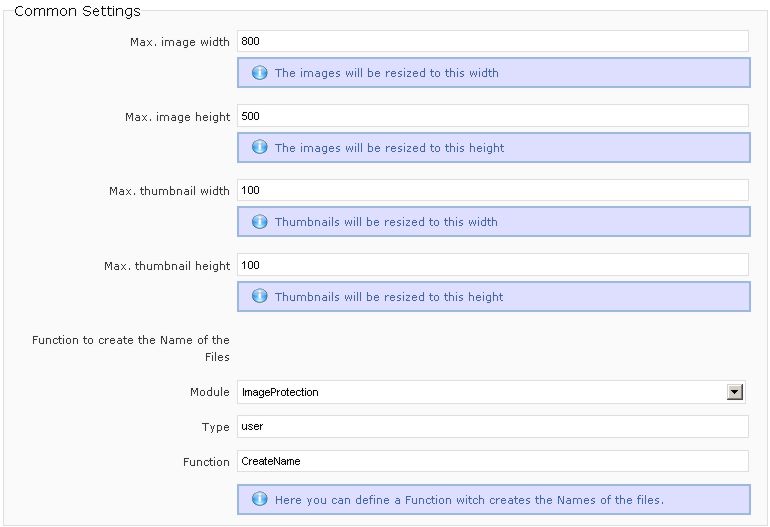 Common Settings
Max. image width 800
The images will be resized to this width
Max. image height 500
The images will be resized to this height
Max. thumbnail width 100
Thumbnails will be resized to this width
Max. thumbnail height 100
Thumbnails will be resized to this height
Function to create the Name of the
Files
Module ImageProtection
Type user
Function CreateName
Here you can define a Function witch creates the Names of the files.